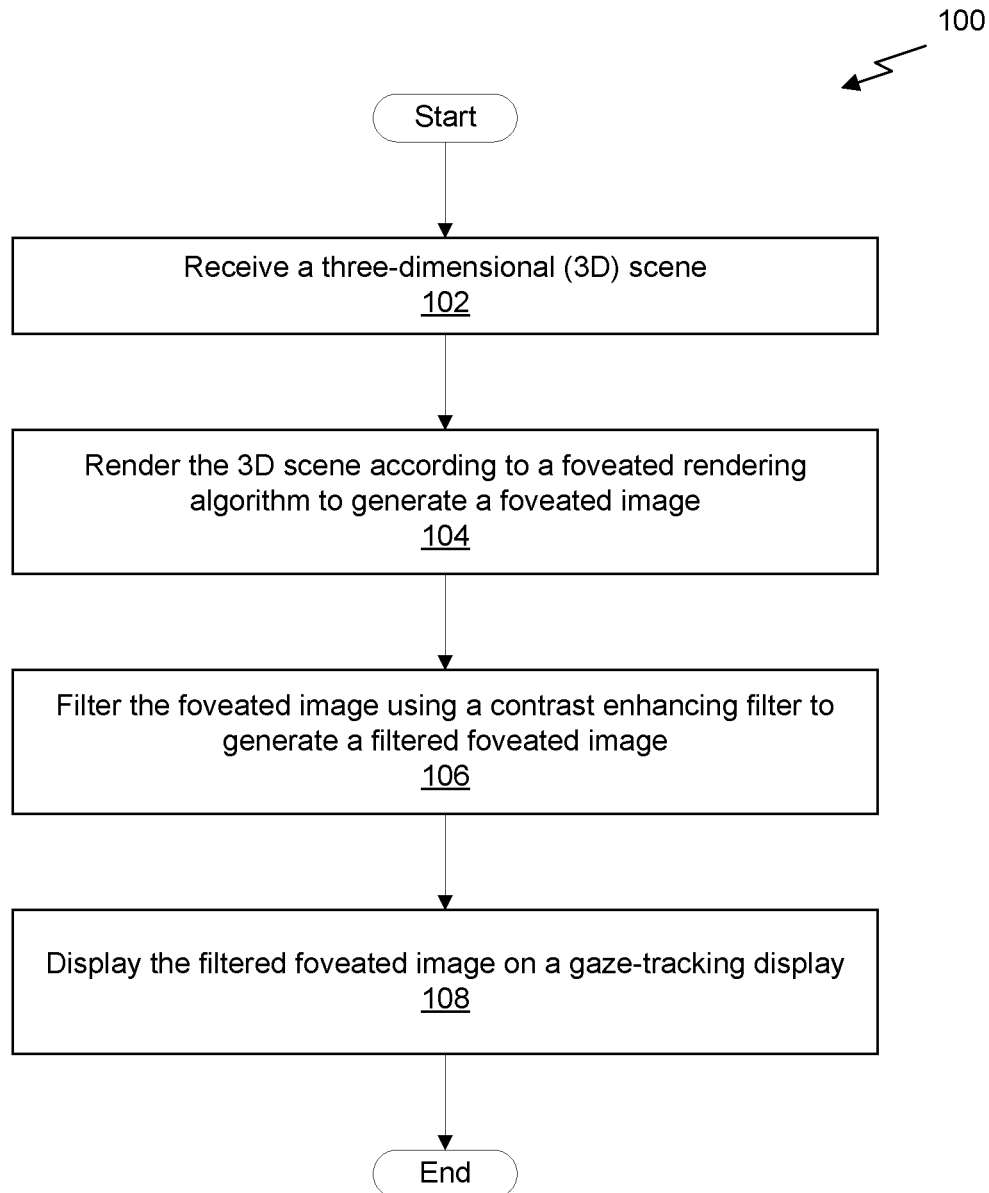 100
Start
Receive a three-dimensional (3D) scene
102
Render the 3D scene according to a foveated rendering
algorithm to generate a foveated image
104
Filter the foveated image using a contrast enhancing filter to
generate a filtered foveated image
106
Display the filtered foveated image on a gaze-tracking display
108
End